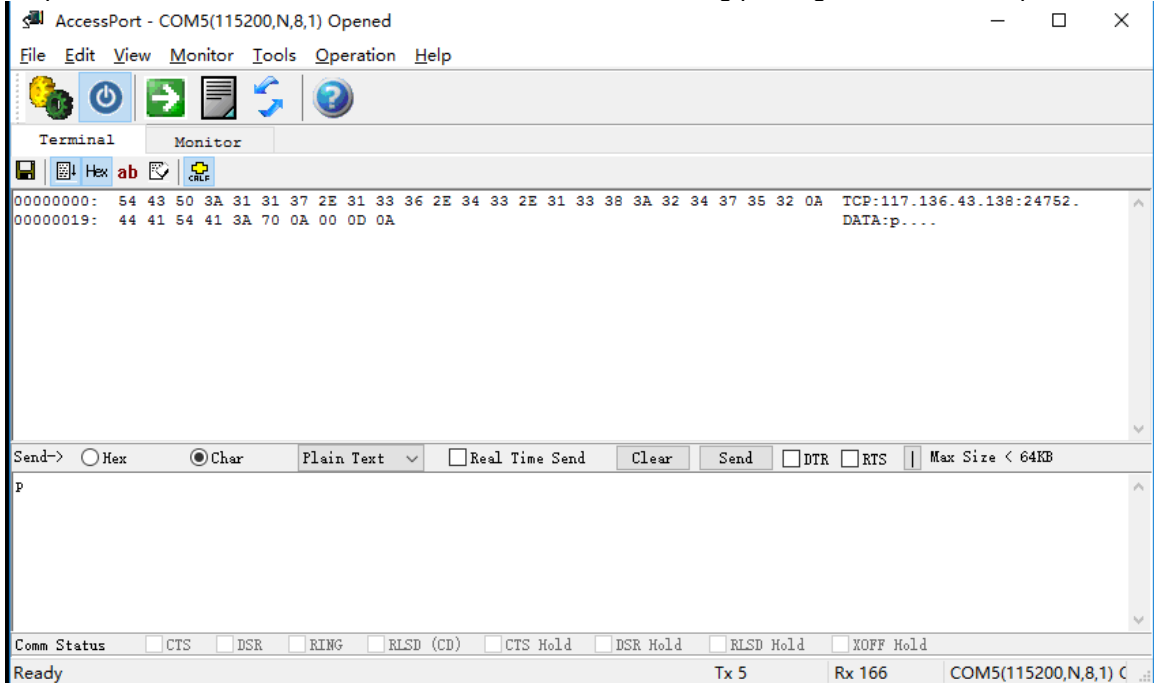 AccessPort - COM5(115200,N,8,1) Opened
File Edit View Monitor Tools Operation Help
Terminal Monitor
Hex ab CRLF
00000000: 54 43 50 3A 31 31 37 2E 31 33 36 2E 34 33 2E 31 33 38 3A 32 34 37 35 32 0A TCP:117.136.43.138:24752.
00000019: 44 41 54 41 3A 70 0A 00 0D 0A DATA:p....
Send-> Hex Char Plain Text Real Time Send Clear Send DTR RTS | Max Size < 64KB
p
Comm Status CTS DSR RING RLSD (CD) CTS Hold DSR Hold RLSD Hold XOFF Hold
Ready Tx 5 Rx 166 COM5(115200,N,8,1)